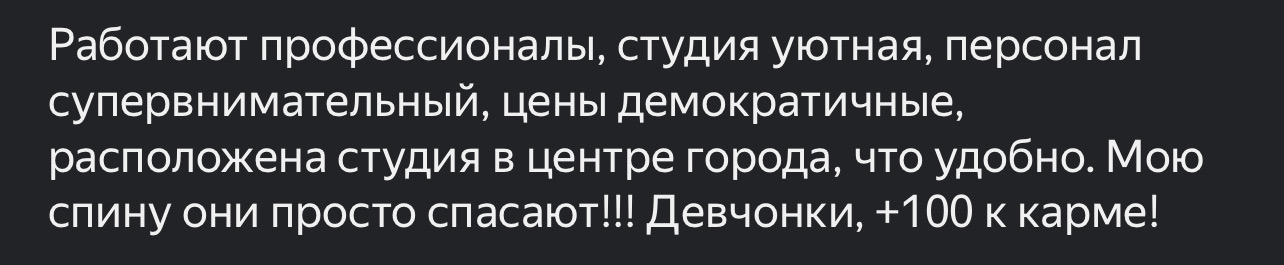 Работают профессионалы, студия уютная, персонал
супервнимательный, цены демократичные,
расположена студия в центре города, что удобно. Мою
спину они просто спасают!!! Девчонки, +100 к карме!